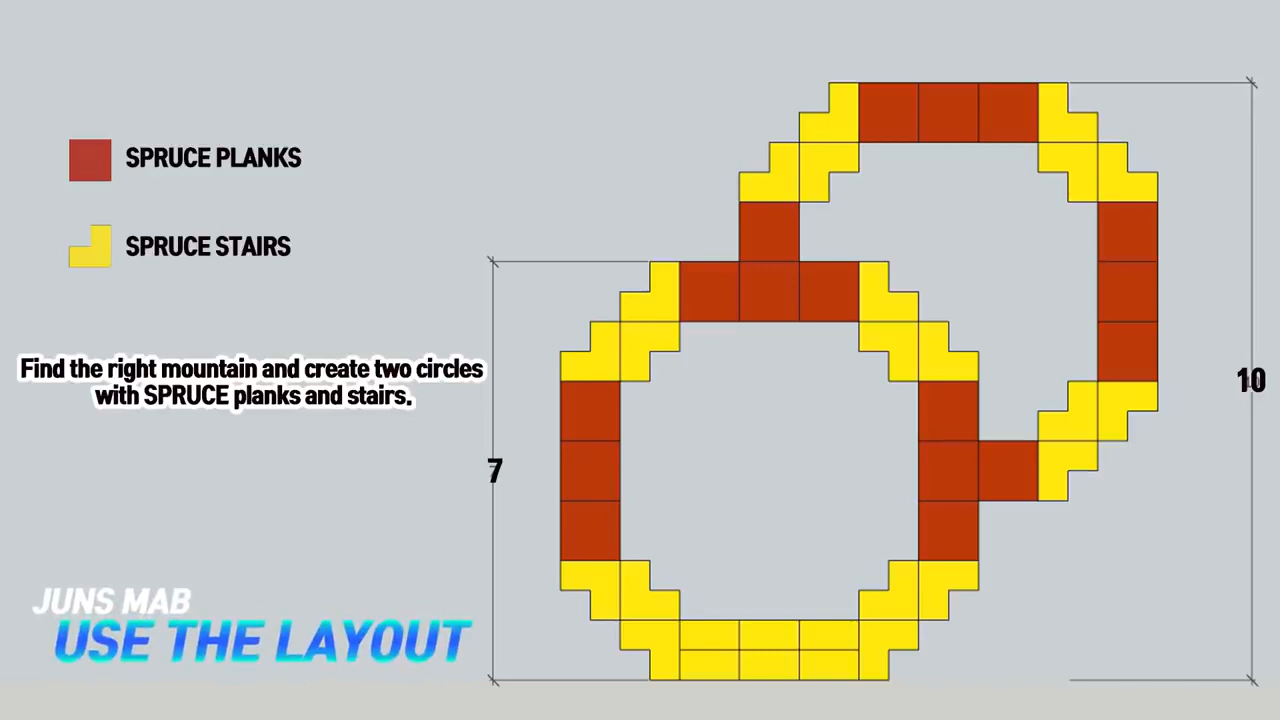 SPRUCE PLANKS
SPRUCE STAIRS
Find the right mountain and create two circles
with SPRUCE planks and stairs.
7
10
JUNS MAB
USE THE LAYOUT